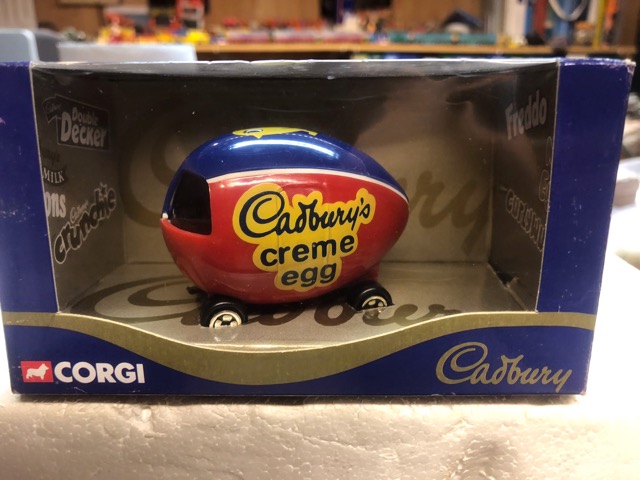 Double
Decker
MILK
Crunchie
Freddo
Cadbury's
creme
egg
CORGI
Cadbury